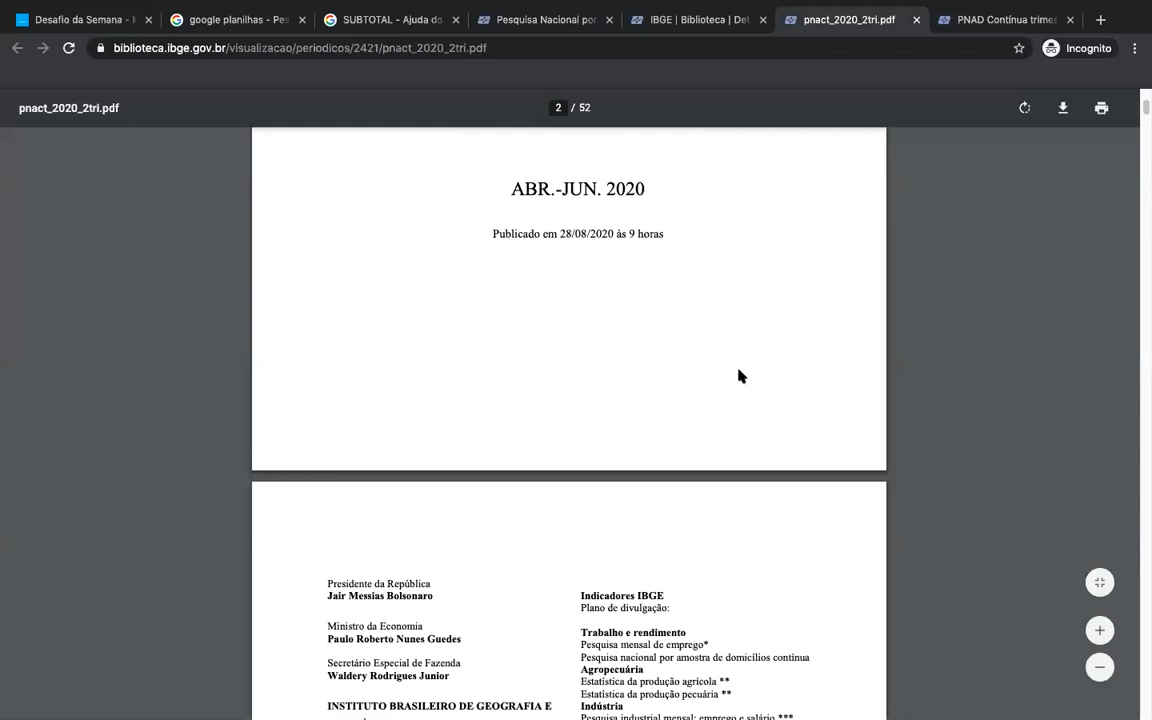 Desafio da Semana -
google planilhas - Pes
SUBTOTAL - Ajuda do
Pesquisa Nacional por
IBGE | Biblioteca | Det
pnact_2020_2tri.pdf
PNAD Contínua trimes
biblioteca.ibge.gov.br/visualizacao/periodicos/2421/pnact_2020_2tri.pdf
Incognito
pnact_2020_2tri.pdf
2 / 52
ABR.-JUN. 2020
Publicado em 28/08/2020 às 9 horas
Presidente da República
Jair Messias Bolsonaro
Ministro da Economia
Paulo Roberto Nunes Guedes
Secretário Especial de Fazenda
Waldery Rodrigues Junior
INSTITUTO BRASILEIRO DE GEOGRAFIA E
Indicadores IBGE
Plano de divulgação:
Trabalho e rendimento
Pesquisa mensal de emprego*
Pesquisa nacional por amostra de domicílios contínua
Agropecuária
Estatística da produção agrícola **
Estatística da produção pecuária **
Indústria
Pesquisa industrial mensal: emprego e salário ***